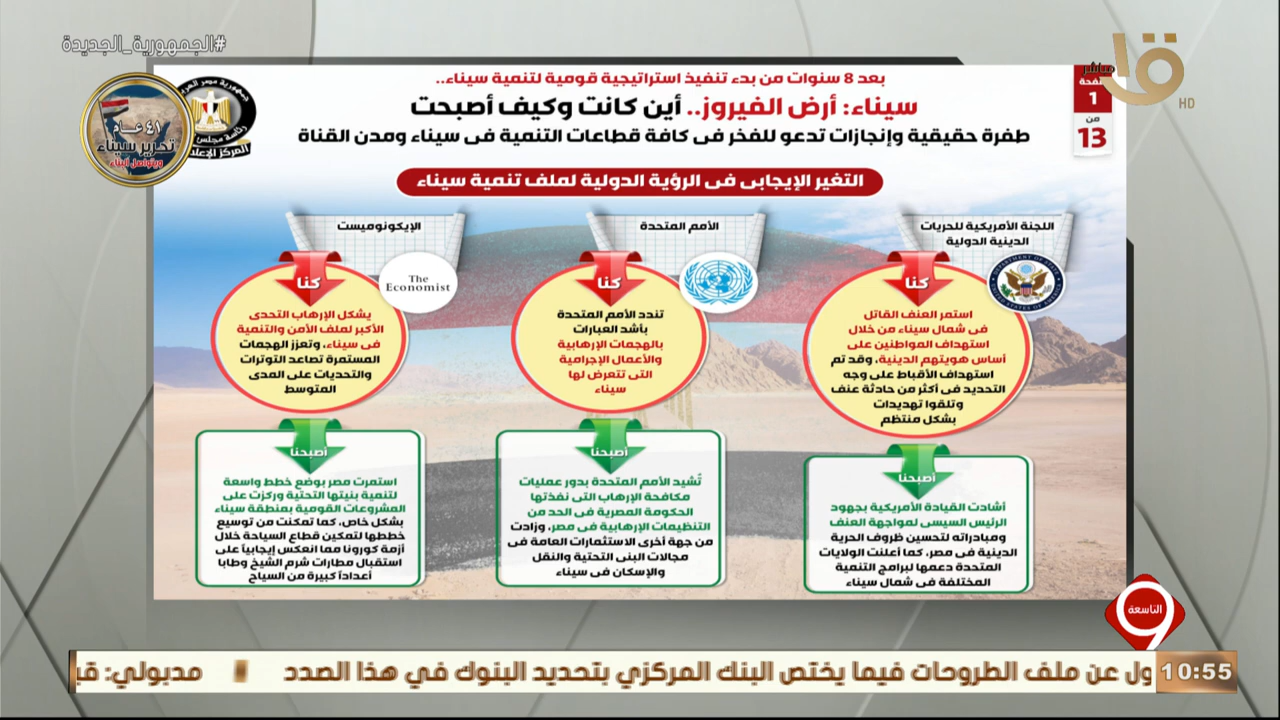 #الجمهورية_الجديدة
مباشر
HD
صفحة
1
من
13
٤١ عام
تحرير سيناء
ويتواصل البناء
بعد 8 سنوات من بدء تنفيذ استراتيجية قومية لتنمية سيناء..
سيناء: أرض الفيروز.. أين كانت وكيف أصبحت
طفرة حقيقية وإنجازات تدعو للفخر فى كافة قطاعات التنمية فى سيناء ومدن القناة
التغير الإيجابى فى الرؤية الدولية لملف تنمية سيناء
اللجنة الأمريكية للحريات
الدينية الدولية
كنا
استمر العنف القاتل
فى شمال سيناء من خلال
استهداف المواطنين على
أساس هويتهم الدينية، وقد تم
استهداف الأقباط على وجه
التحديد فى أكثر من حادثة عنف
وتلقوا تهديدات
بشكل منتظم
أصبحنا
أشادت القيادة الأمريكية بجهود
الرئيس السيسى لمواجهة العنف
ومبادراته لتحسين ظروف الحرية
الدينية فى مصر، كما أعلنت الولايات
المتحدة دعمها لبرامج التنمية
المختلفة فى شمال سيناء
الأمم المتحدة
كنا
تندد الأمم المتحدة
بأشد العبارات
بالهجمات الإرهابية
والأعمال الإجرامية
التى تتعرض لها
سيناء
أصبحنا
تُشيد الأمم المتحدة بدور عمليات
مكافحة الإرهاب التى نفذتها
الحكومة المصرية فى الحد من
التنظيمات الإرهابية فى مصر، وزادت
من جهة أخرى الاستثمارات العامة فى
مجالات البنى التحتية والنقل
والإسكان فى سيناء
الإيكونوميست
The
Economist
كنا
يشكل الإرهاب التحدى
الأكبر لملف الأمن والتنمية
فى سيناء، وتعزز الهجمات
المستمرة تصاعد التوترات
والتحديات على المدى
المتوسط
أصبحنا
استمرت مصر بوضع خطط واسعة
لتنمية بنيتها التحتية وركزت على
المشروعات القومية بمنطقة سيناء
بشكل خاص، كما تمكنت من توسيع
خططها لتمكين قطاع السياحة خلال
أزمة كورونا مما انعكس إيجابياً على
استقبال مطارات شرم الشيخ وطابا
أعداداً كبيرة من السياح
التاسعة
9
10:55
ول عن ملف الطروحات فيما يختص البنك المركزي بتحديد البنوك في هذا الصدد
مدبولي: